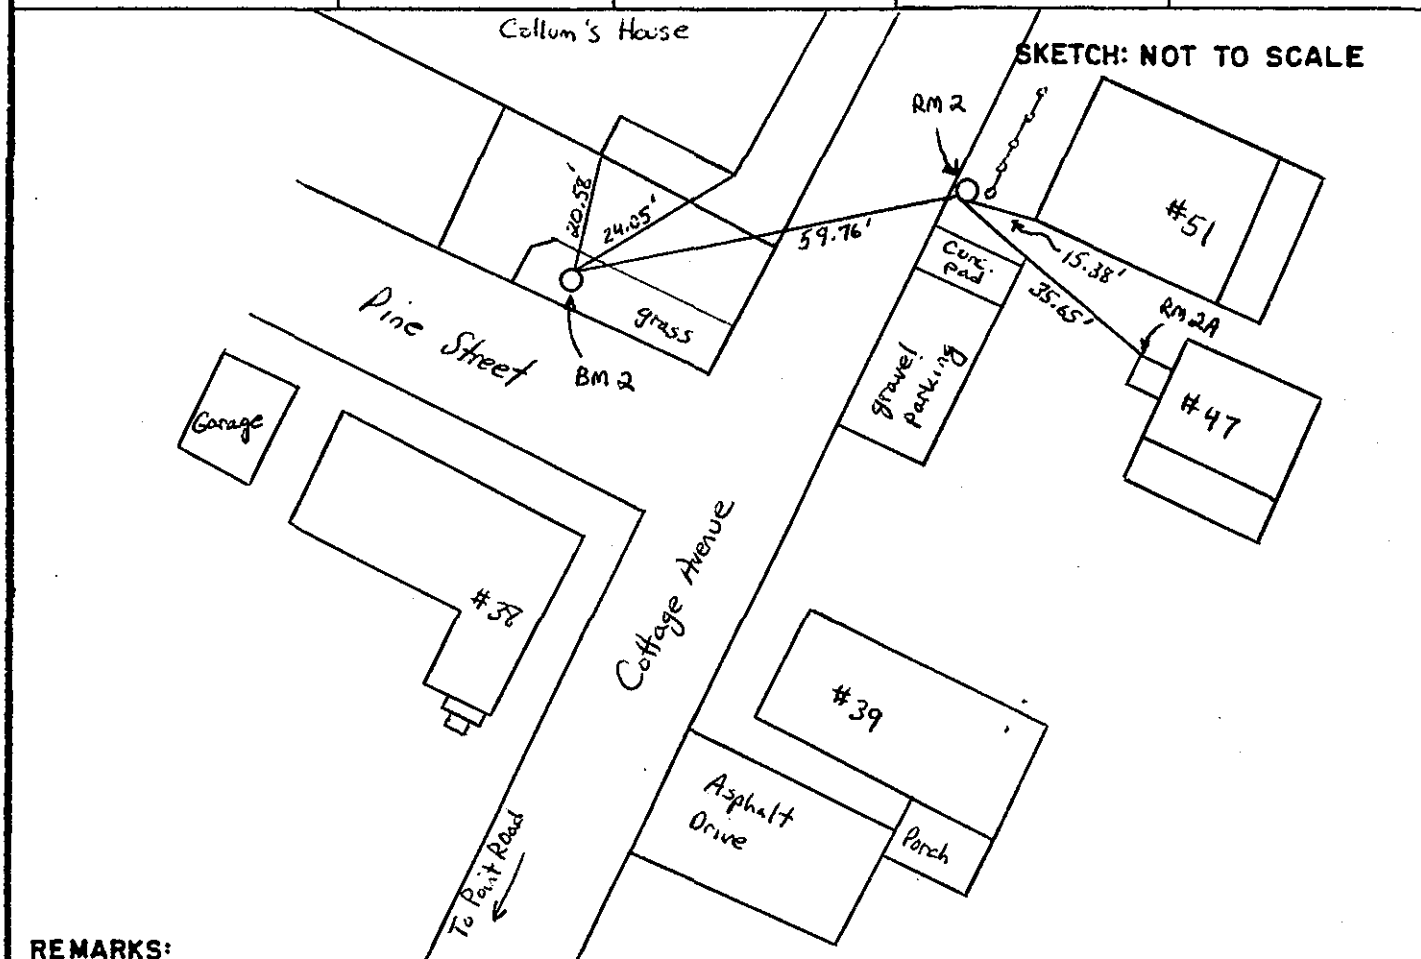 Collum's House
SKETCH: NOT TO SCALE
RM 2
20.58'
24.05'
59.76'
#51
Conc.
pad
15.38'
35.65'
RM 2A
Pine Street
grass
BM 2
gravel
parking
#47
Garage
#38
Cottage Avenue
#39
Asphalt
Drive
Porch
To Point Road
REMARKS: